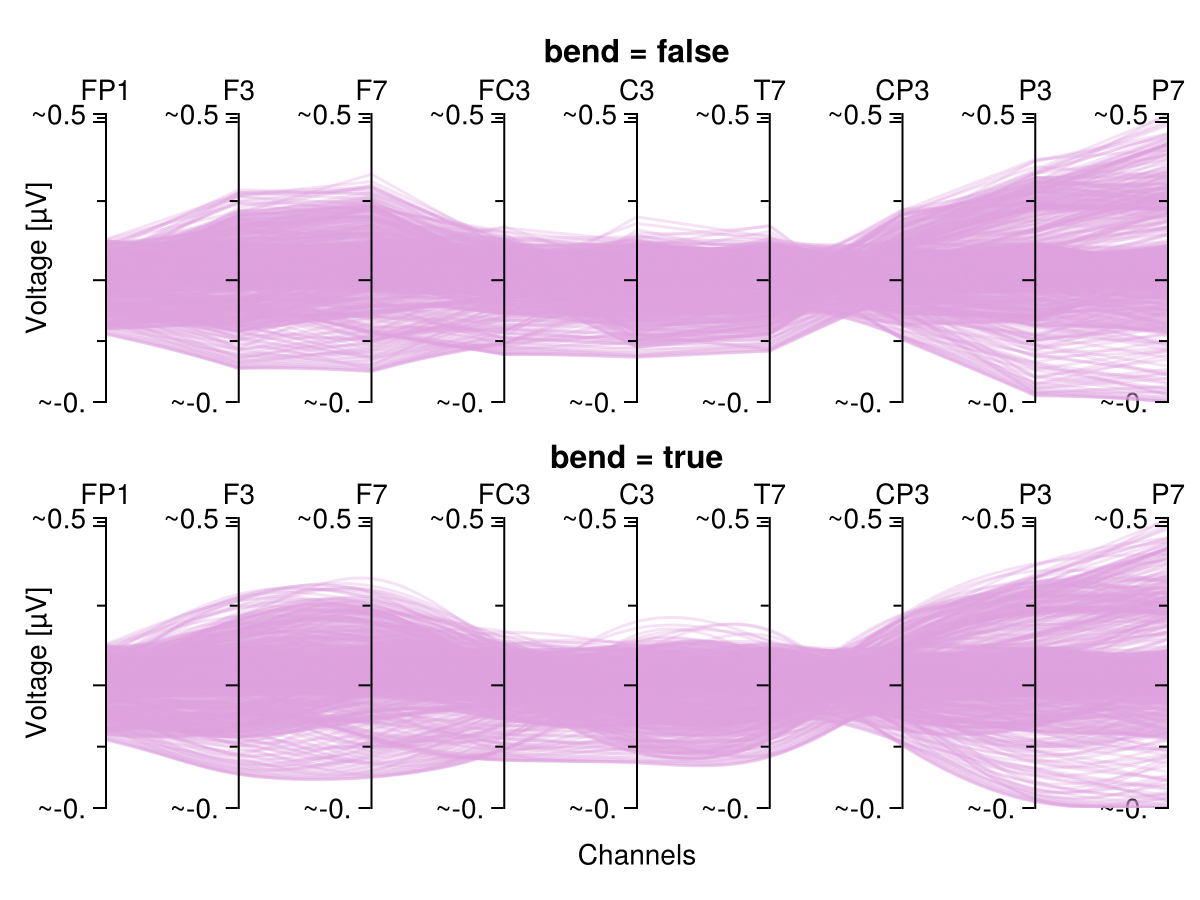 bend = false
FP1 F3 F7 FC3 C3 T7 CP3 P3 P7
~0.5 ~0.5 ~0.5 ~0.5 ~0.5 ~0.5 ~0.5 ~0.5 ~0.5
Voltage [µV]
~-0. ~-0. ~-0. ~-0. ~-0. ~-0. ~-0. ~-0. ~-0.
bend = true
FP1 F3 F7 FC3 C3 T7 CP3 P3 P7
~0.5 ~0.5 ~0.5 ~0.5 ~0.5 ~0.5 ~0.5 ~0.5 ~0.5
Voltage [µV]
~-0. ~-0. ~-0. ~-0. ~-0. ~-0. ~-0. ~-0. ~-0.
Channels